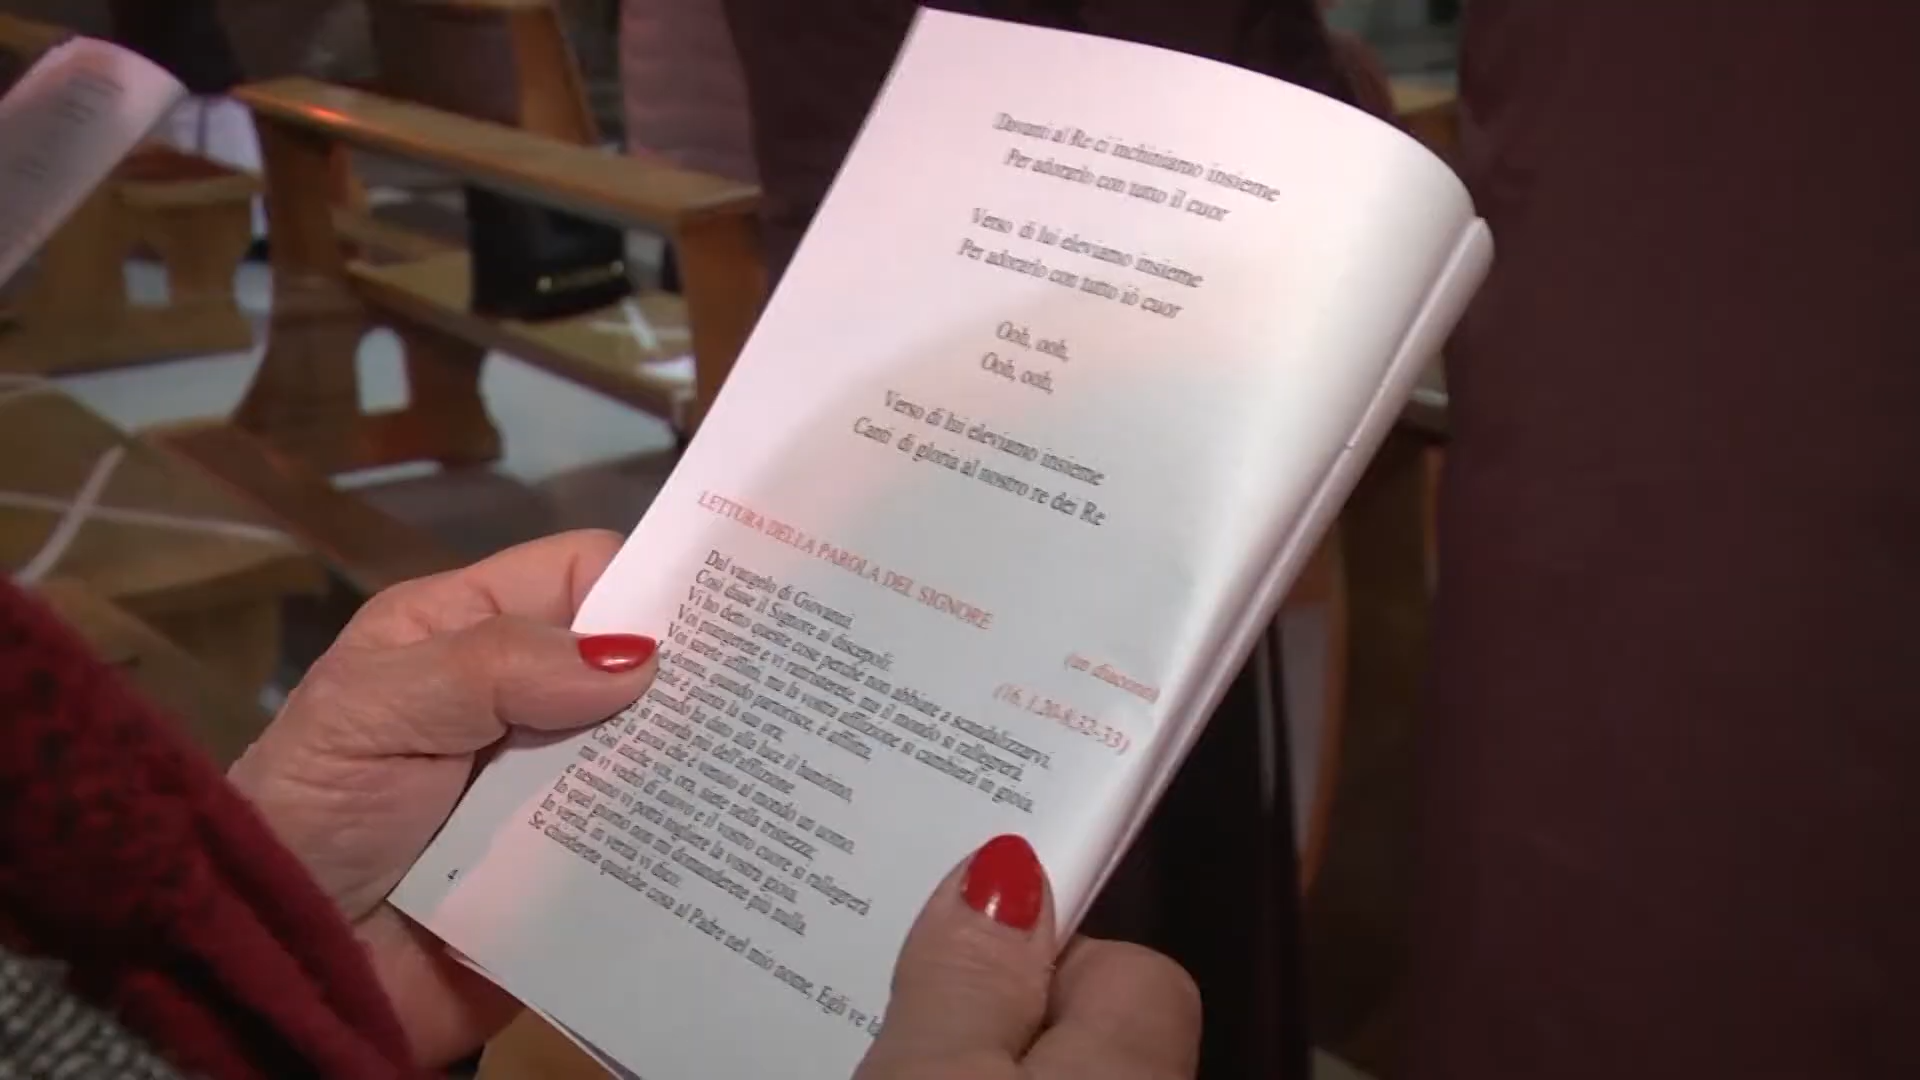 Davanti al Re ci inchiniamo insieme
Per adorarlo con tutto il cuor
Verso di lui eleviamo insieme
Per adorarlo con tutto iò cuor
Ooh, ooh,
Ooh, ooh,
Verso di lui eleviamo insieme
Canti di gloria al nostro re dei Re
LETTURA DELLA PAROLA DEL SIGNORE
(un diacono)
Dal vangelo di Giovanni
(16, 1.20-8;32-33)
Così disse il Signore ai discepoli:
Vi ho detto queste cose perché non abbiate a scandalizzarvi.
Voi piangerete e vi rattristerete, ma il mondo si rallegrerà.
Voi sarete afflitti, ma la vostra afflizione si cambierà in gioia.
donna, quando partorisce, è afflitta,
è giunta la sua ora,
quando ha dato alla luce il bambino,
si ricorda più dell'afflizione
gioia che è venuto al mondo un uomo.
Così anche voi, ora, siete nella tristezza;
ma vi vedrò di nuovo e il vostro cuore si rallegrerà
e nessuno vi potrà togliere la vostra gioia.
In quel giorno non mi domanderete più nulla.
In verità, in verità vi dico:
Se chiederete qualche cosa al Padre nel mio nome, Egli ve
4